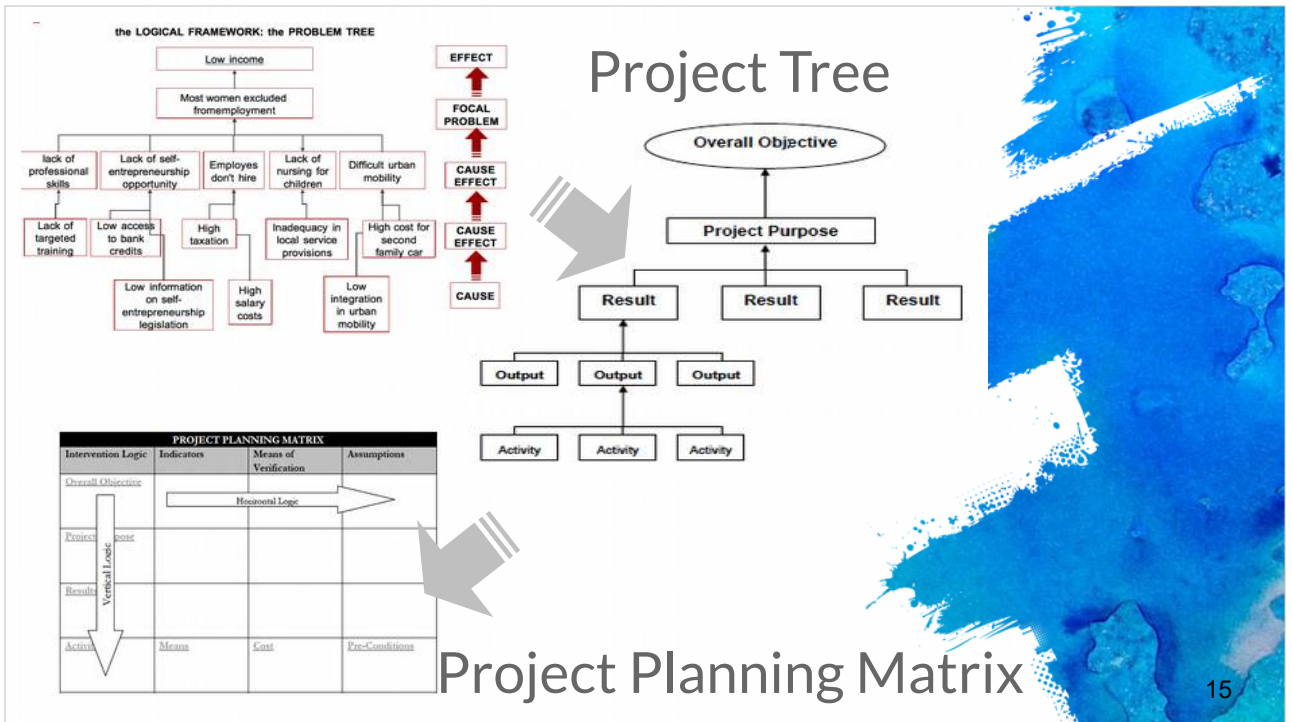 the LOGICAL FRAMEWORK: the PROBLEM TREE
Low income
Most women excluded
fromemployment
lack of
professional
skills
Lack of self-
entrepreneurship
opportunity
Employes
don't hire
Lack of
nursing for
children
Difficult urban
mobility
Lack of
targeted
training
Low access
to bank
credits
High
taxation
Inadequacy in
local service
provisions
High cost for
second
family car
Low information
on self-
entrepreneurship
legislation
High
salary
costs
Low
integration
in urban
mobility
EFFECT
FOCAL
PROBLEM
CAUSE
EFFECT
CAUSE
EFFECT
CAUSE
Project Tree
Overall Objective
Project Purpose
Result
Result
Result
Output
Output
Output
Activity
Activity
Activity
PROJECT PLANNING MATRIX
Intervention Logic
Indicators
Means of
Verification
Assumptions
Overall Objective
Horizontal Logic
Project
Vertical Logic
Results
Means
Cost
Pre-Conditions
Project Planning Matrix
15